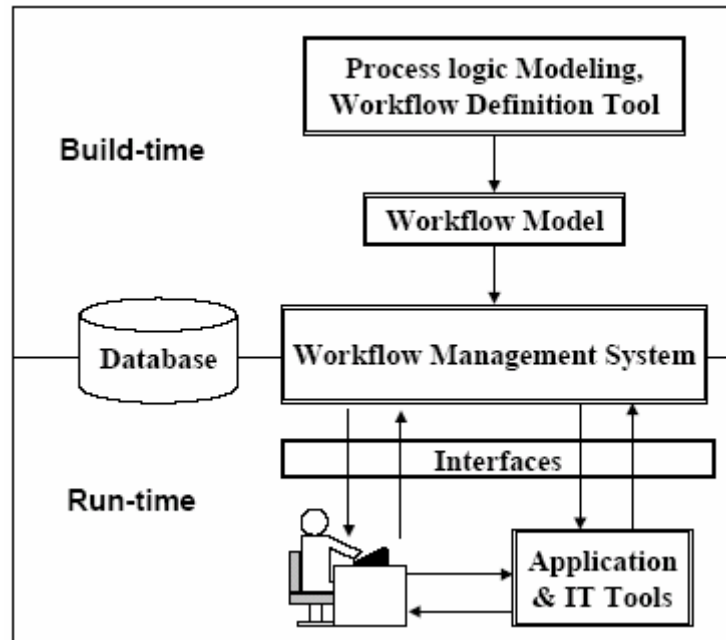 Process logic Modeling,
Workflow Definition Tool
Build-time
Workflow Model
Database
Workflow Management System
Interfaces
Run-time
Application
& IT Tools